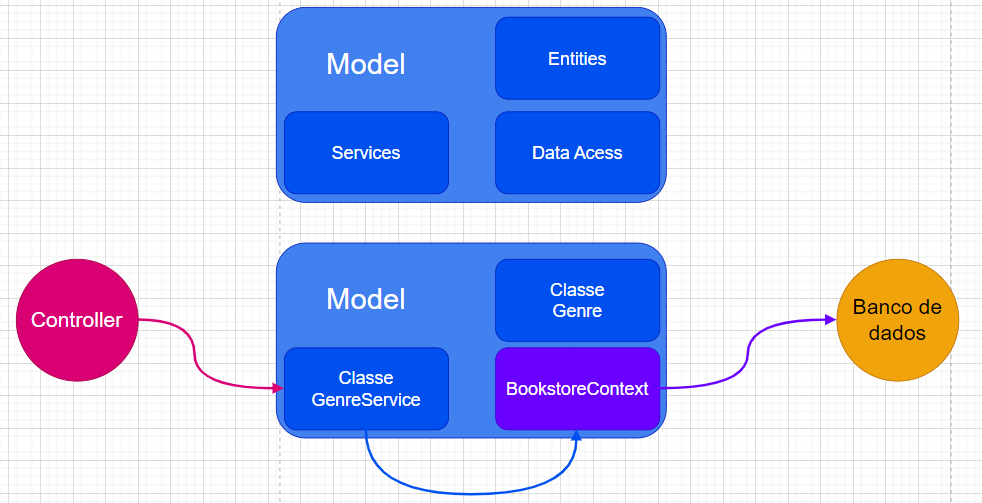 Model
Entities
Services
Data Acess
Model
Classe
Genre
Controller
Classe
GenreService
BookstoreContext
Banco de
dados